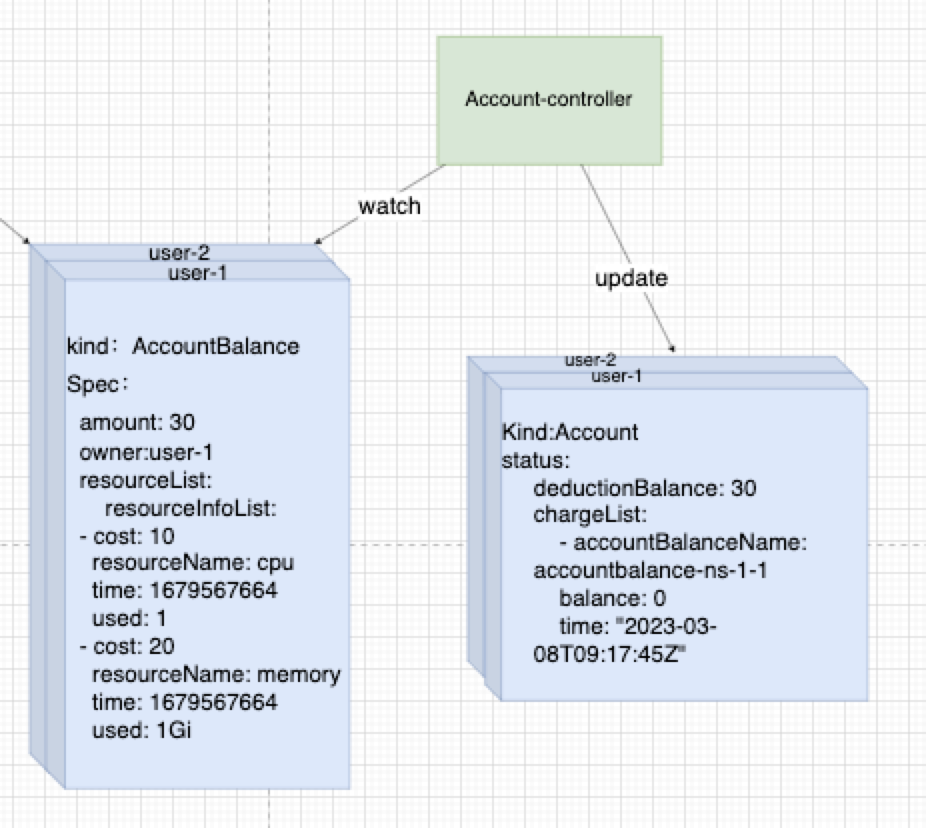 Account-controller
watch
update
user-2
user-1
kind：AccountBalance
Spec：
amount: 30
owner:user-1
resourceList:
resourceInfoList:
- cost: 10
resourceName: cpu
time: 1679567664
used: 1
- cost: 20
resourceName: memory
time: 1679567664
used: 1Gi
user-2
user-1
Kind:Account
status:
deductionBalance: 30
chargeList:
- accountBalanceName:
accountbalance-ns-1-1
balance: 0
time: "2023-03-
08T09:17:45Z"